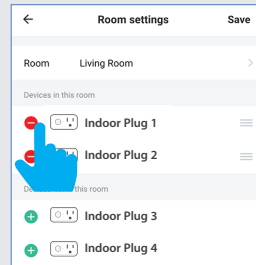 Room settings Save
Room Living Room
Devices in this room
Indoor Plug 1
Indoor Plug 2
this room
Indoor Plug 3
Indoor Plug 4